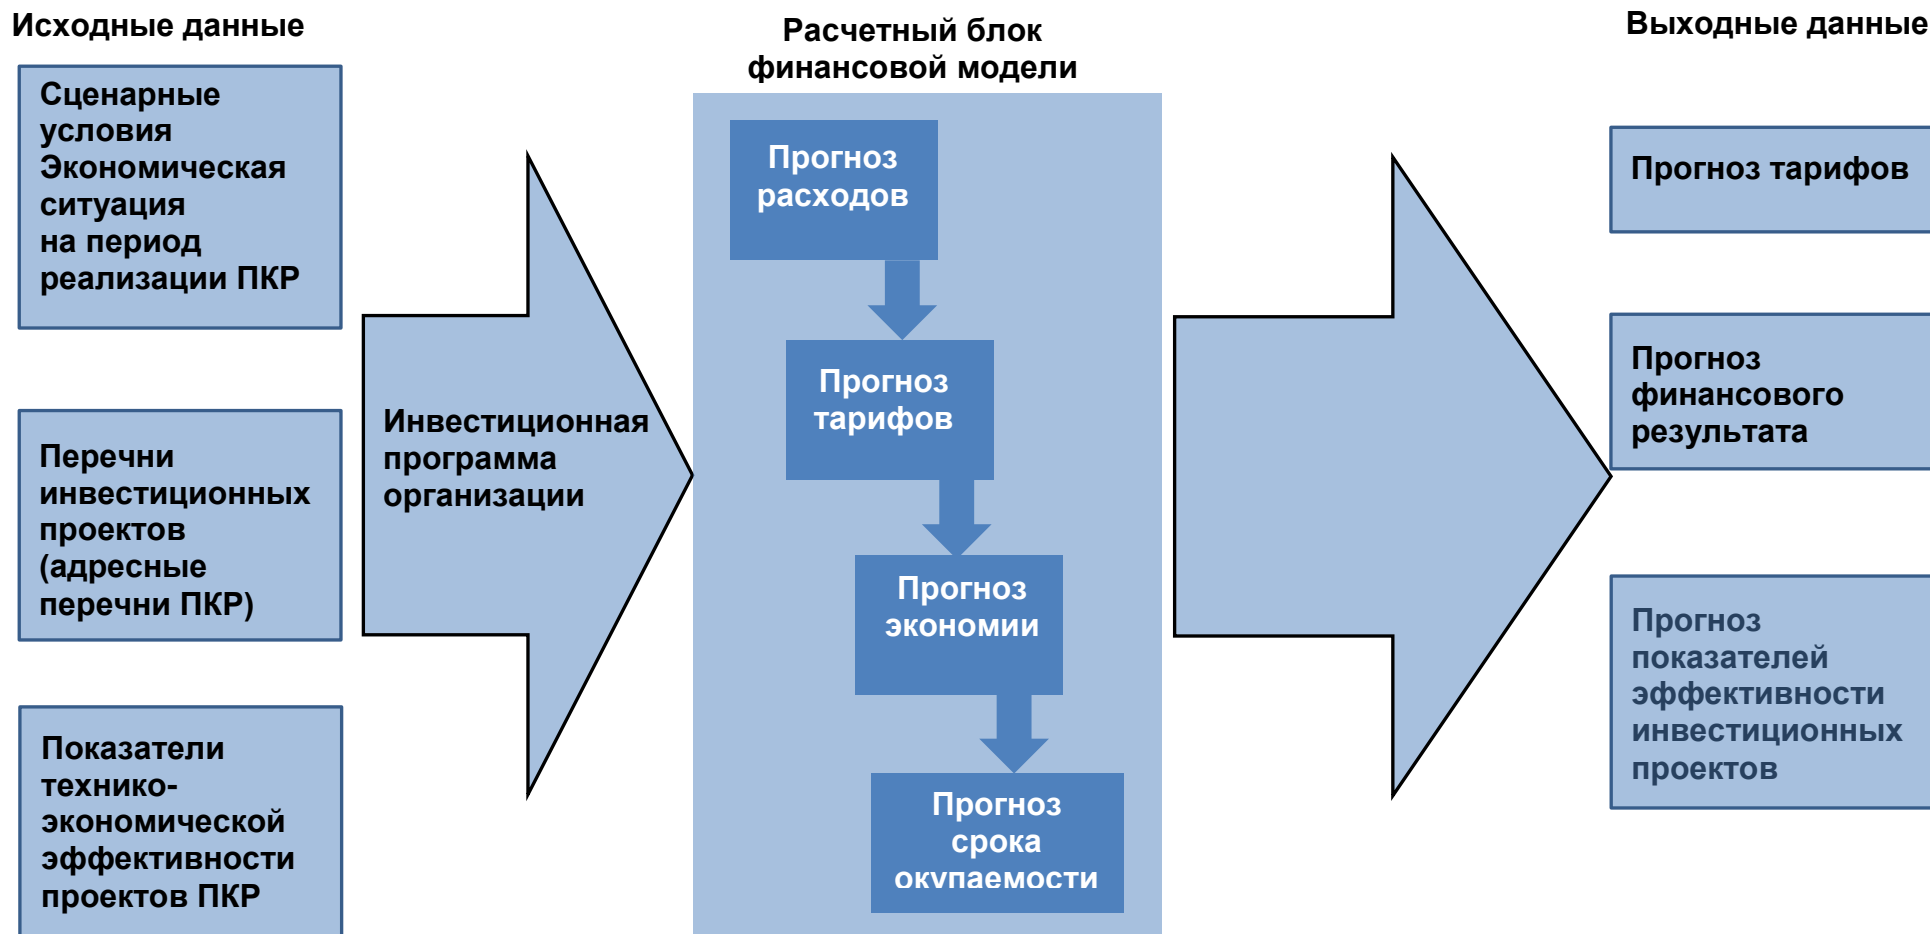 Исходные данные
Сценарные
условия
Экономическая
ситуация
на период
реализации ПКР
Перечни
инвестиционных
проектов
(адресные
перечни ПКР)
Показатели
технико-
экономической
эффективности
проектов ПКР
Инвестиционная
программа
организации
Расчетный блок
финансовой модели
Прогноз
расходов
Прогноз
тарифов
Прогноз
экономии
Прогноз
срока
окупаемости
Выходные данные
Прогноз тарифов
Прогноз
финансового
результата
Прогноз
показателей
эффективности
инвестиционных
проектов